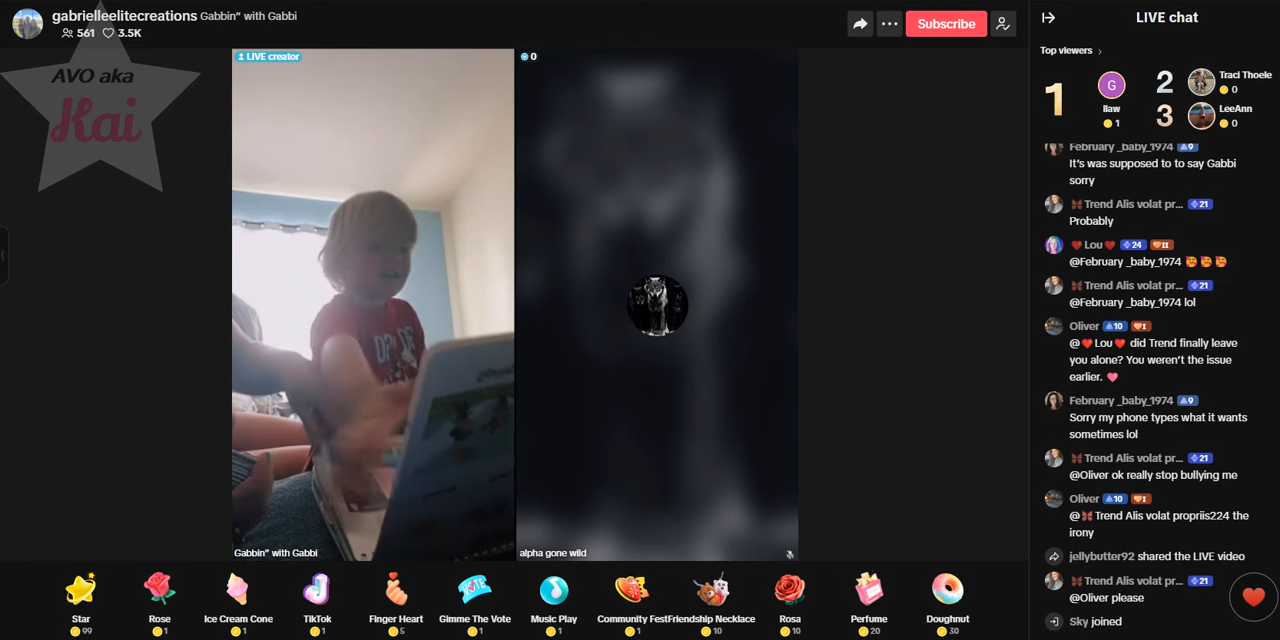 gabrielleelitecreations Gabbin" with Gabbi
561 3.5K
Subscribe
AVO aka
Kai
LIVE creator
0
Gabbin" with Gabbi
alpha gone wild
LIVE chat
Top viewers
1
G
Ilaw
1
2
Traci Thoele
0
3
LeeAnn
0
February _baby_1974 9
It's was supposed to to say Gabbi
sorry
Trend Alis volat pr... 21
Probably
Lou 24 II
@February _baby_1974 🥰 🥰 🥰
Trend Alis volat pr... 21
@February _baby_1974 lol
Oliver 10 I
@❤️Lou❤️ did Trend finally leave
you alone? You weren't the issue
earlier. 🩷
February _baby_1974 9
Sorry my phone types what it wants
sometimes lol
Trend Alis volat pr... 21
@Oliver ok really stop bullying me
Oliver 10 I
@ Trend Alis volat propriis224 the
irony
jellybutter92 shared the LIVE video
Trend Alis volat pr... 21
@Oliver please
Sky joined
Star
99
Rose
1
Ice Cream Cone
1
TikTok
1
Finger Heart
5
VOTE
Gimme The Vote
1
Music Play
1
Community Fest
1
Friendship Necklace
10
Rosa
10
Perfume
20
Doughnut
30